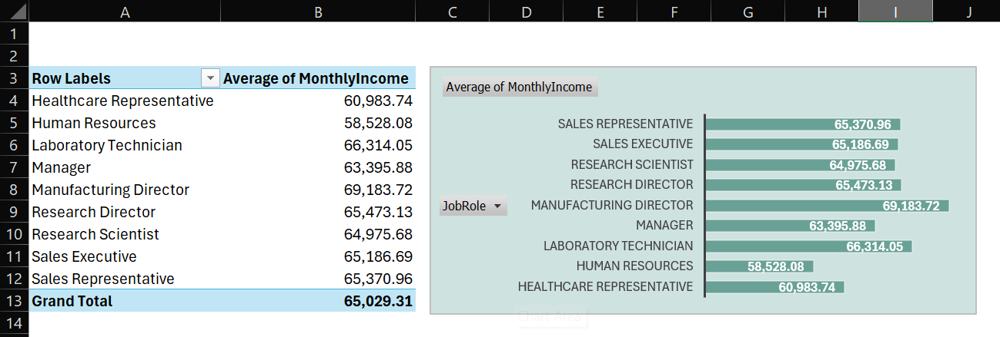 A B C D E F G H I J
1
2
3 Row Labels Average of MonthlyIncome
4 Healthcare Representative 60,983.74
5 Human Resources 58,528.08
6 Laboratory Technician 66,314.05
7 Manager 63,395.88
8 Manufacturing Director 69,183.72
9 Research Director 65,473.13
10 Research Scientist 64,975.68
11 Sales Executive 65,186.69
12 Sales Representative 65,370.96
13 Grand Total 65,029.31
14
Average of MonthlyIncome
SALES REPRESENTATIVE 65,370.96
SALES EXECUTIVE 65,186.69
RESEARCH SCIENTIST 64,975.68
RESEARCH DIRECTOR 65,473.13
JobRole
MANUFACTURING DIRECTOR 69,183.72
MANAGER 63,395.88
LABORATORY TECHNICIAN 66,314.05
HUMAN RESOURCES 58,528.08
HEALTHCARE REPRESENTATIVE 60,983.74
Chart Area